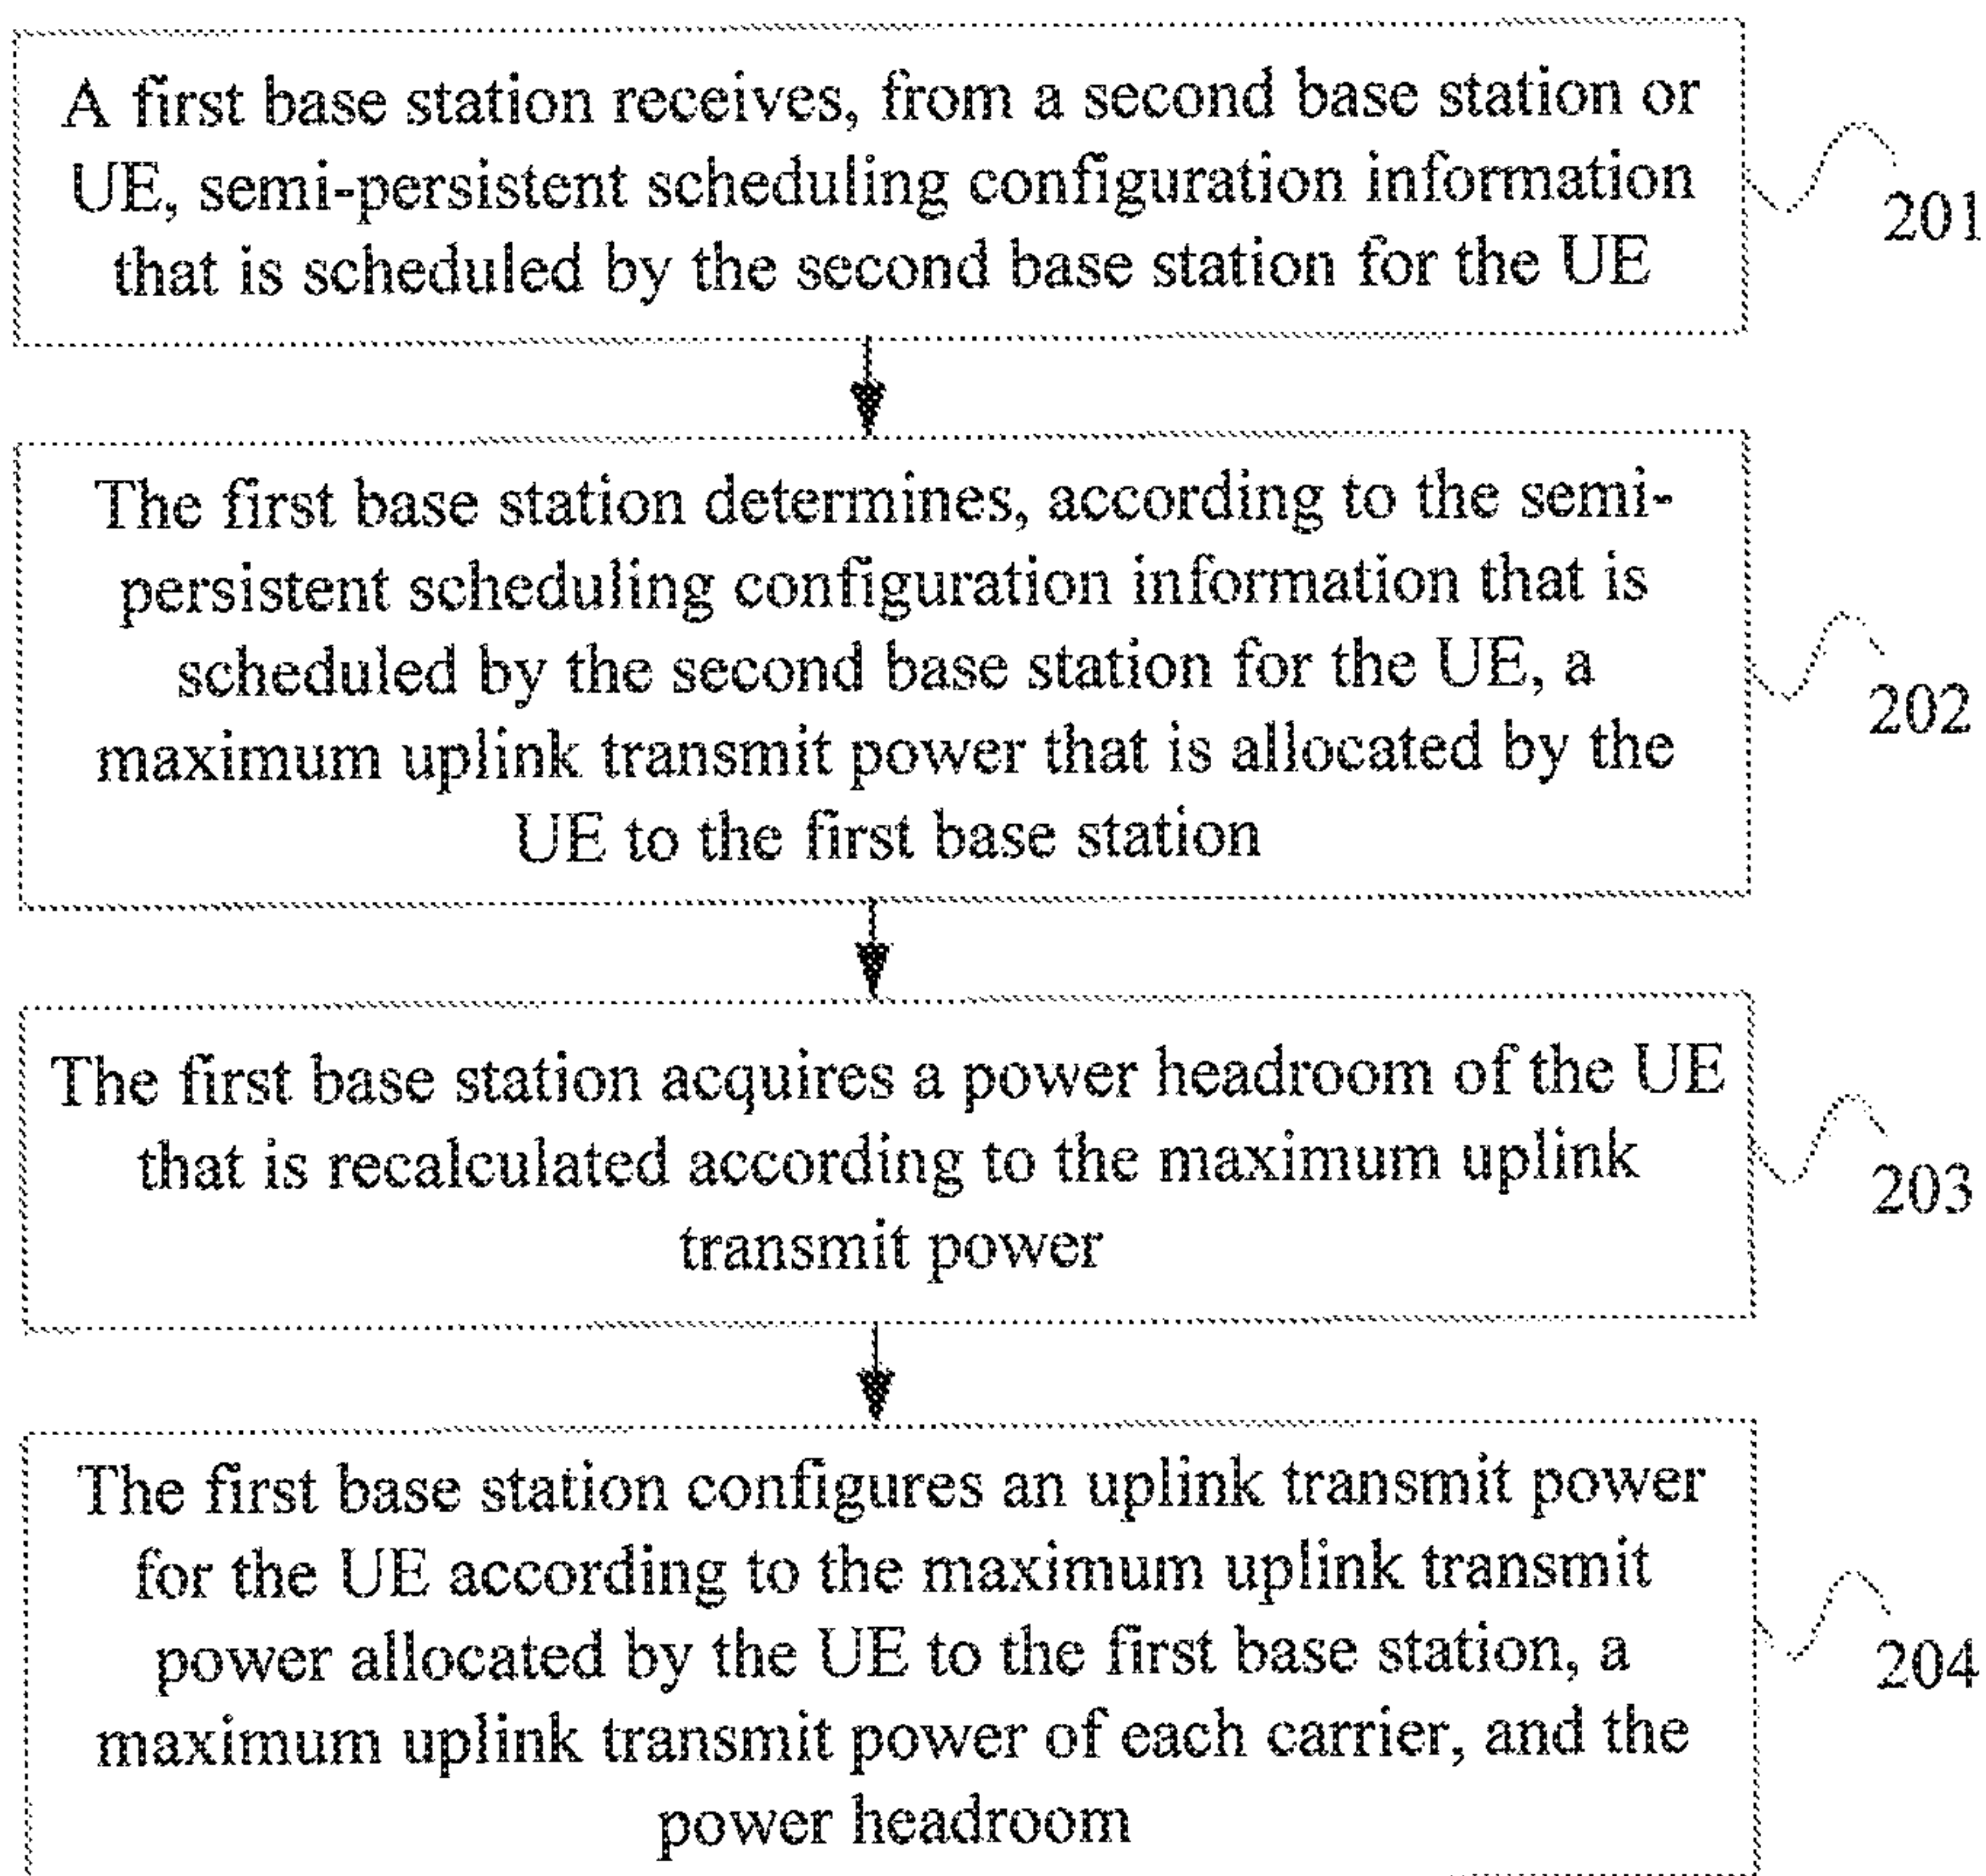 A first base station receives, from a second base station or
UE, semi-persistent scheduling configuration information
that is scheduled by the second base station for the UE
201
The first base station determines, according to the semi-
persistent scheduling configuration information that is
scheduled by the second base station for the UE, a
maximum uplink transmit power that is allocated by the
UE to the first base station
202
The first base station acquires a power headroom of the UE
that is recalculated according to the maximum uplink
transmit power
203
The first base station configures an uplink transmit power
for the UE according to the maximum uplink transmit
power allocated by the UE to the first base station, a
maximum uplink transmit power of each carrier, and the
power headroom
204